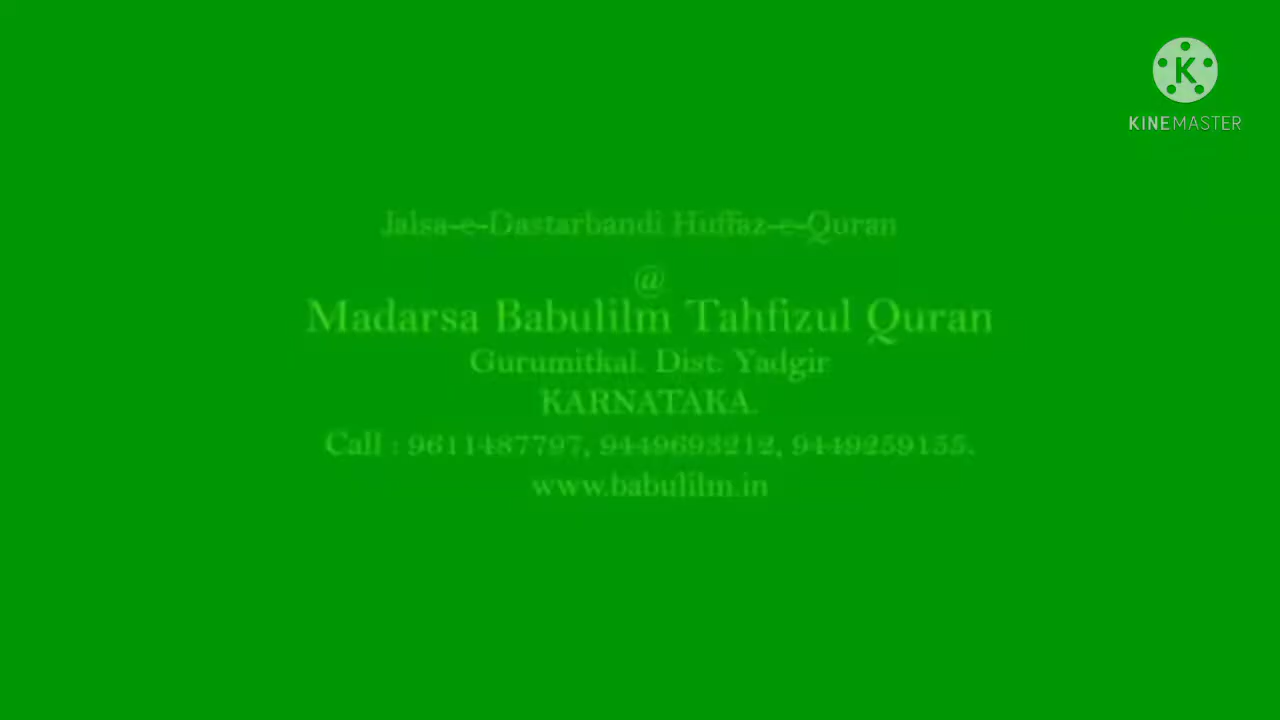 KINEMASTER
Jalsa-e-Dastarbandi Huffaz-e-Quran
@
Madarsa Babulilm Tahfizul Quran
Gurumitkal. Dist: Yadgir
KARNATAKA.
Call : 9611487797, 9449693212, 9449259155.
www.babulilm.in